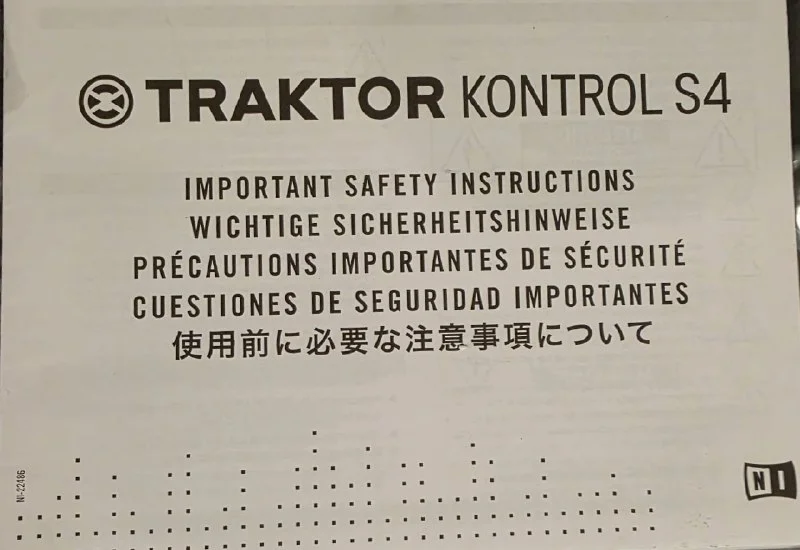 TRAKTOR KONTROL S4
IMPORTANT SAFETY INSTRUCTIONS
WICHTIGE SICHERHEITSHINWEISE
PRÉCAUTIONS IMPORTANTES DE SÉCURITÉ
CUESTIONES DE SEGURIDAD IMPORTANTES
使用前に必要な注意事項について
NI-22486
NI